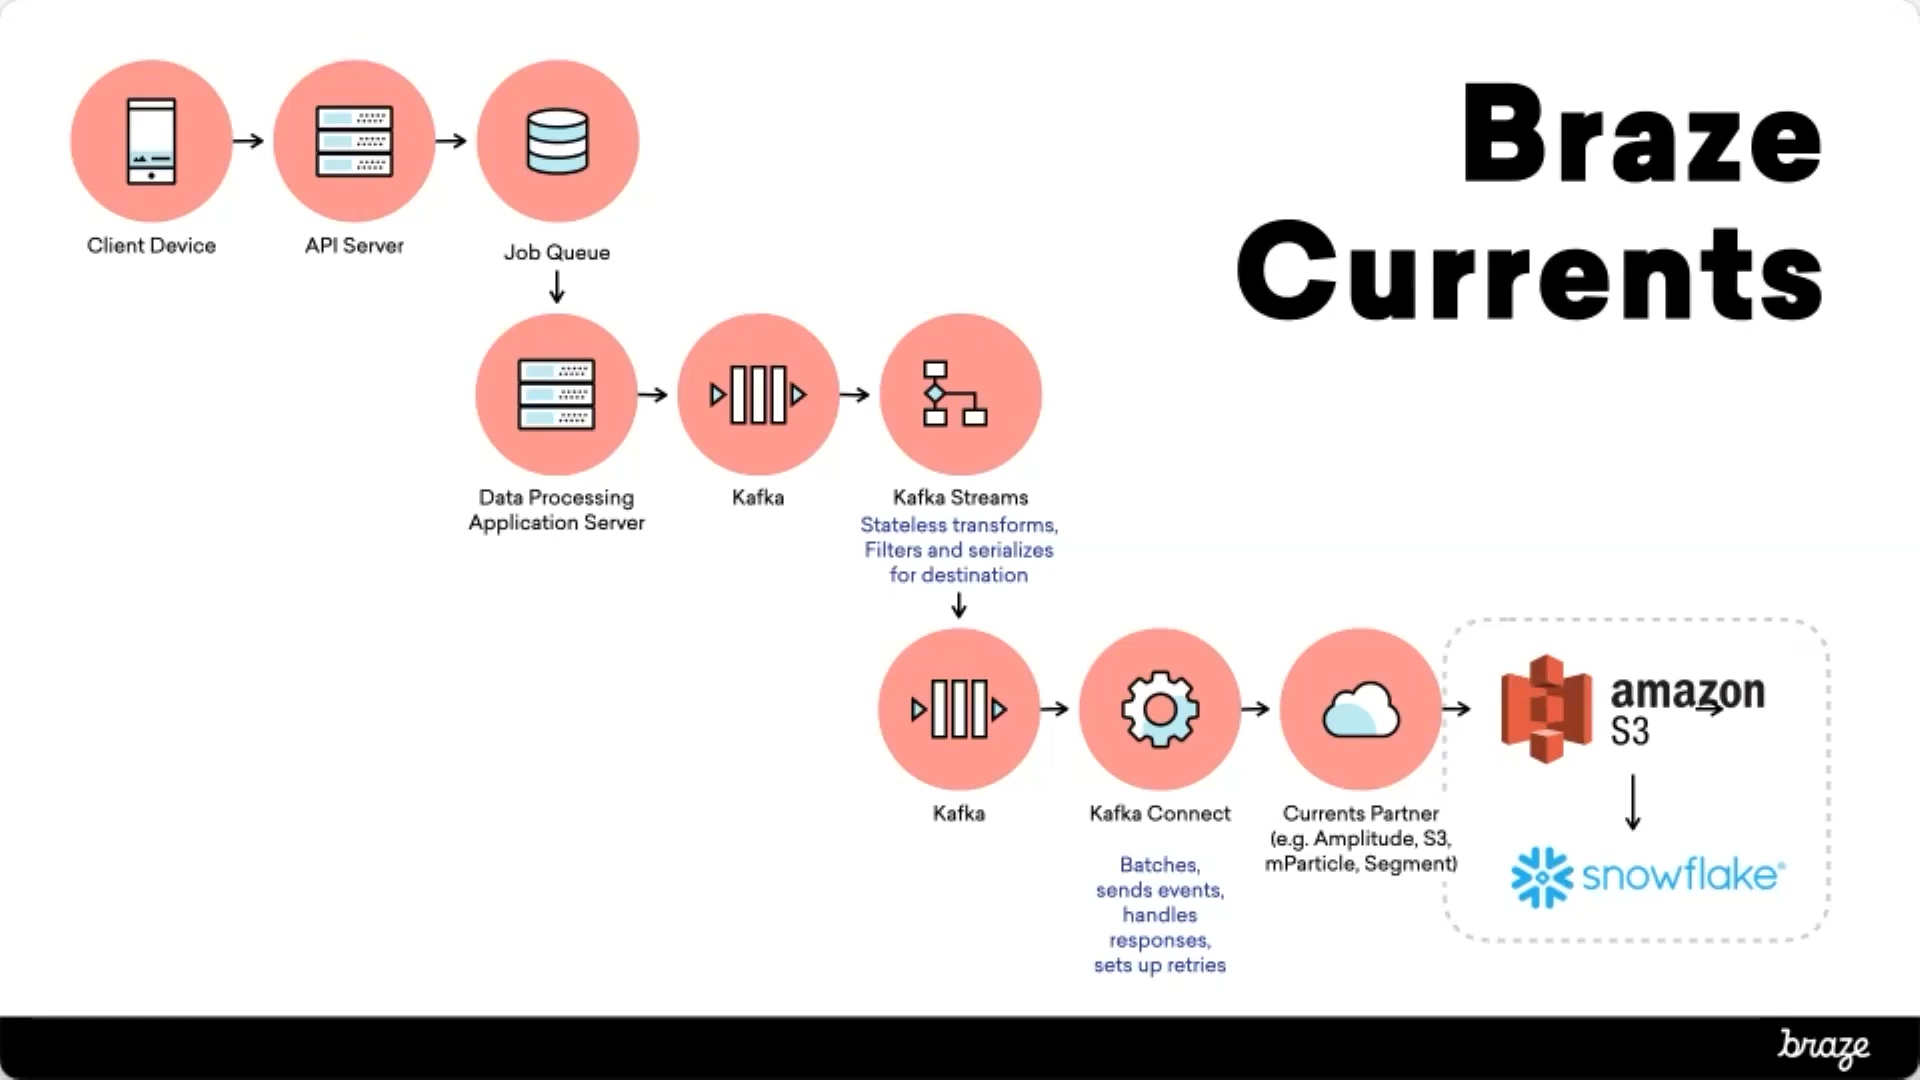 Braze
Currents
Client Device
API Server
Job Queue
Data Processing
Application Server
Kafka
Kafka Streams
Stateless transforms,
Filters and serializes
for destination
Kafka
Kafka Connect
Batches,
sends events,
handles
responses,
sets up retries
Currents Partner
(e.g. Amplitude, S3,
mParticle, Segment)
amazon
S3
snowflake®
braze